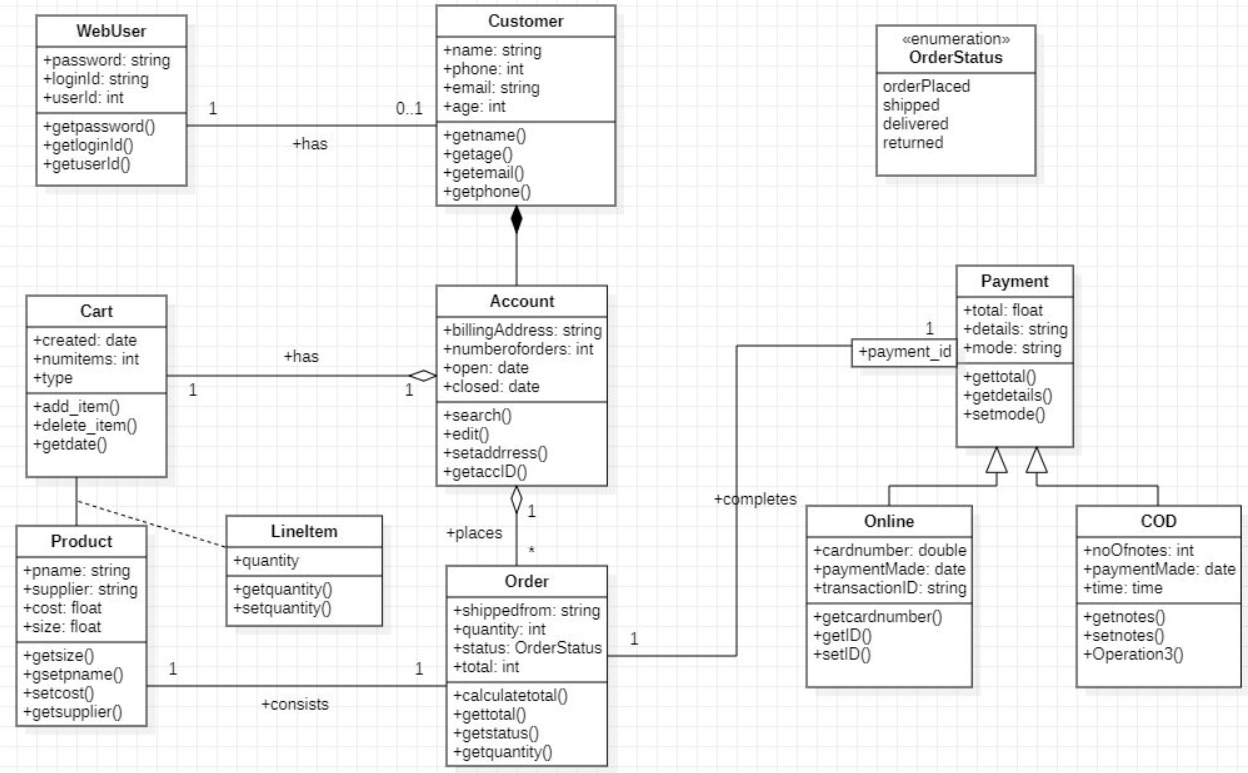 WebUser
+password: string
+loginId: string
+userId: int
+getpassword()
+getloginId()
+getuserId()
1
0..1
+has
Customer
+name: string
+phone: int
+email: string
+age: int
+getname()
+getage()
+getemail()
+getphone()
«enumeration»
OrderStatus
orderPlaced
shipped
delivered
returned
Cart
+created: date
+numitems: int
+type
+add_item()
+delete_item()
+getdate()
+has
1
1
Account
+billingAddress: string
+numberoforders: int
+open: date
+closed: date
+search()
+edit()
+setaddrress()
+getaccID()
1
+places
*
Payment
+total: float
+details: string
+mode: string
+gettotal()
+getdetails()
+setmode()
1
+payment_id
+completes
1
Product
+pname: string
+supplier: string
+cost: float
+size: float
+getsize()
+gsetpname()
+setcost()
+getsupplier()
LineItem
+quantity
+getquantity()
+setquantity()
1
1
+consists
Order
+shippedfrom: string
+quantity: int
+status: OrderStatus
+total: int
+calculatetotal()
+gettotal()
+getstatus()
+getquantity()
Online
+cardnumber: double
+paymentMade: date
+transactionID: string
+getcardnumber()
+getID()
+setID()
COD
+noOfnotes: int
+paymentMade: date
+time: time
+getnotes()
+setnotes()
+Operation3()